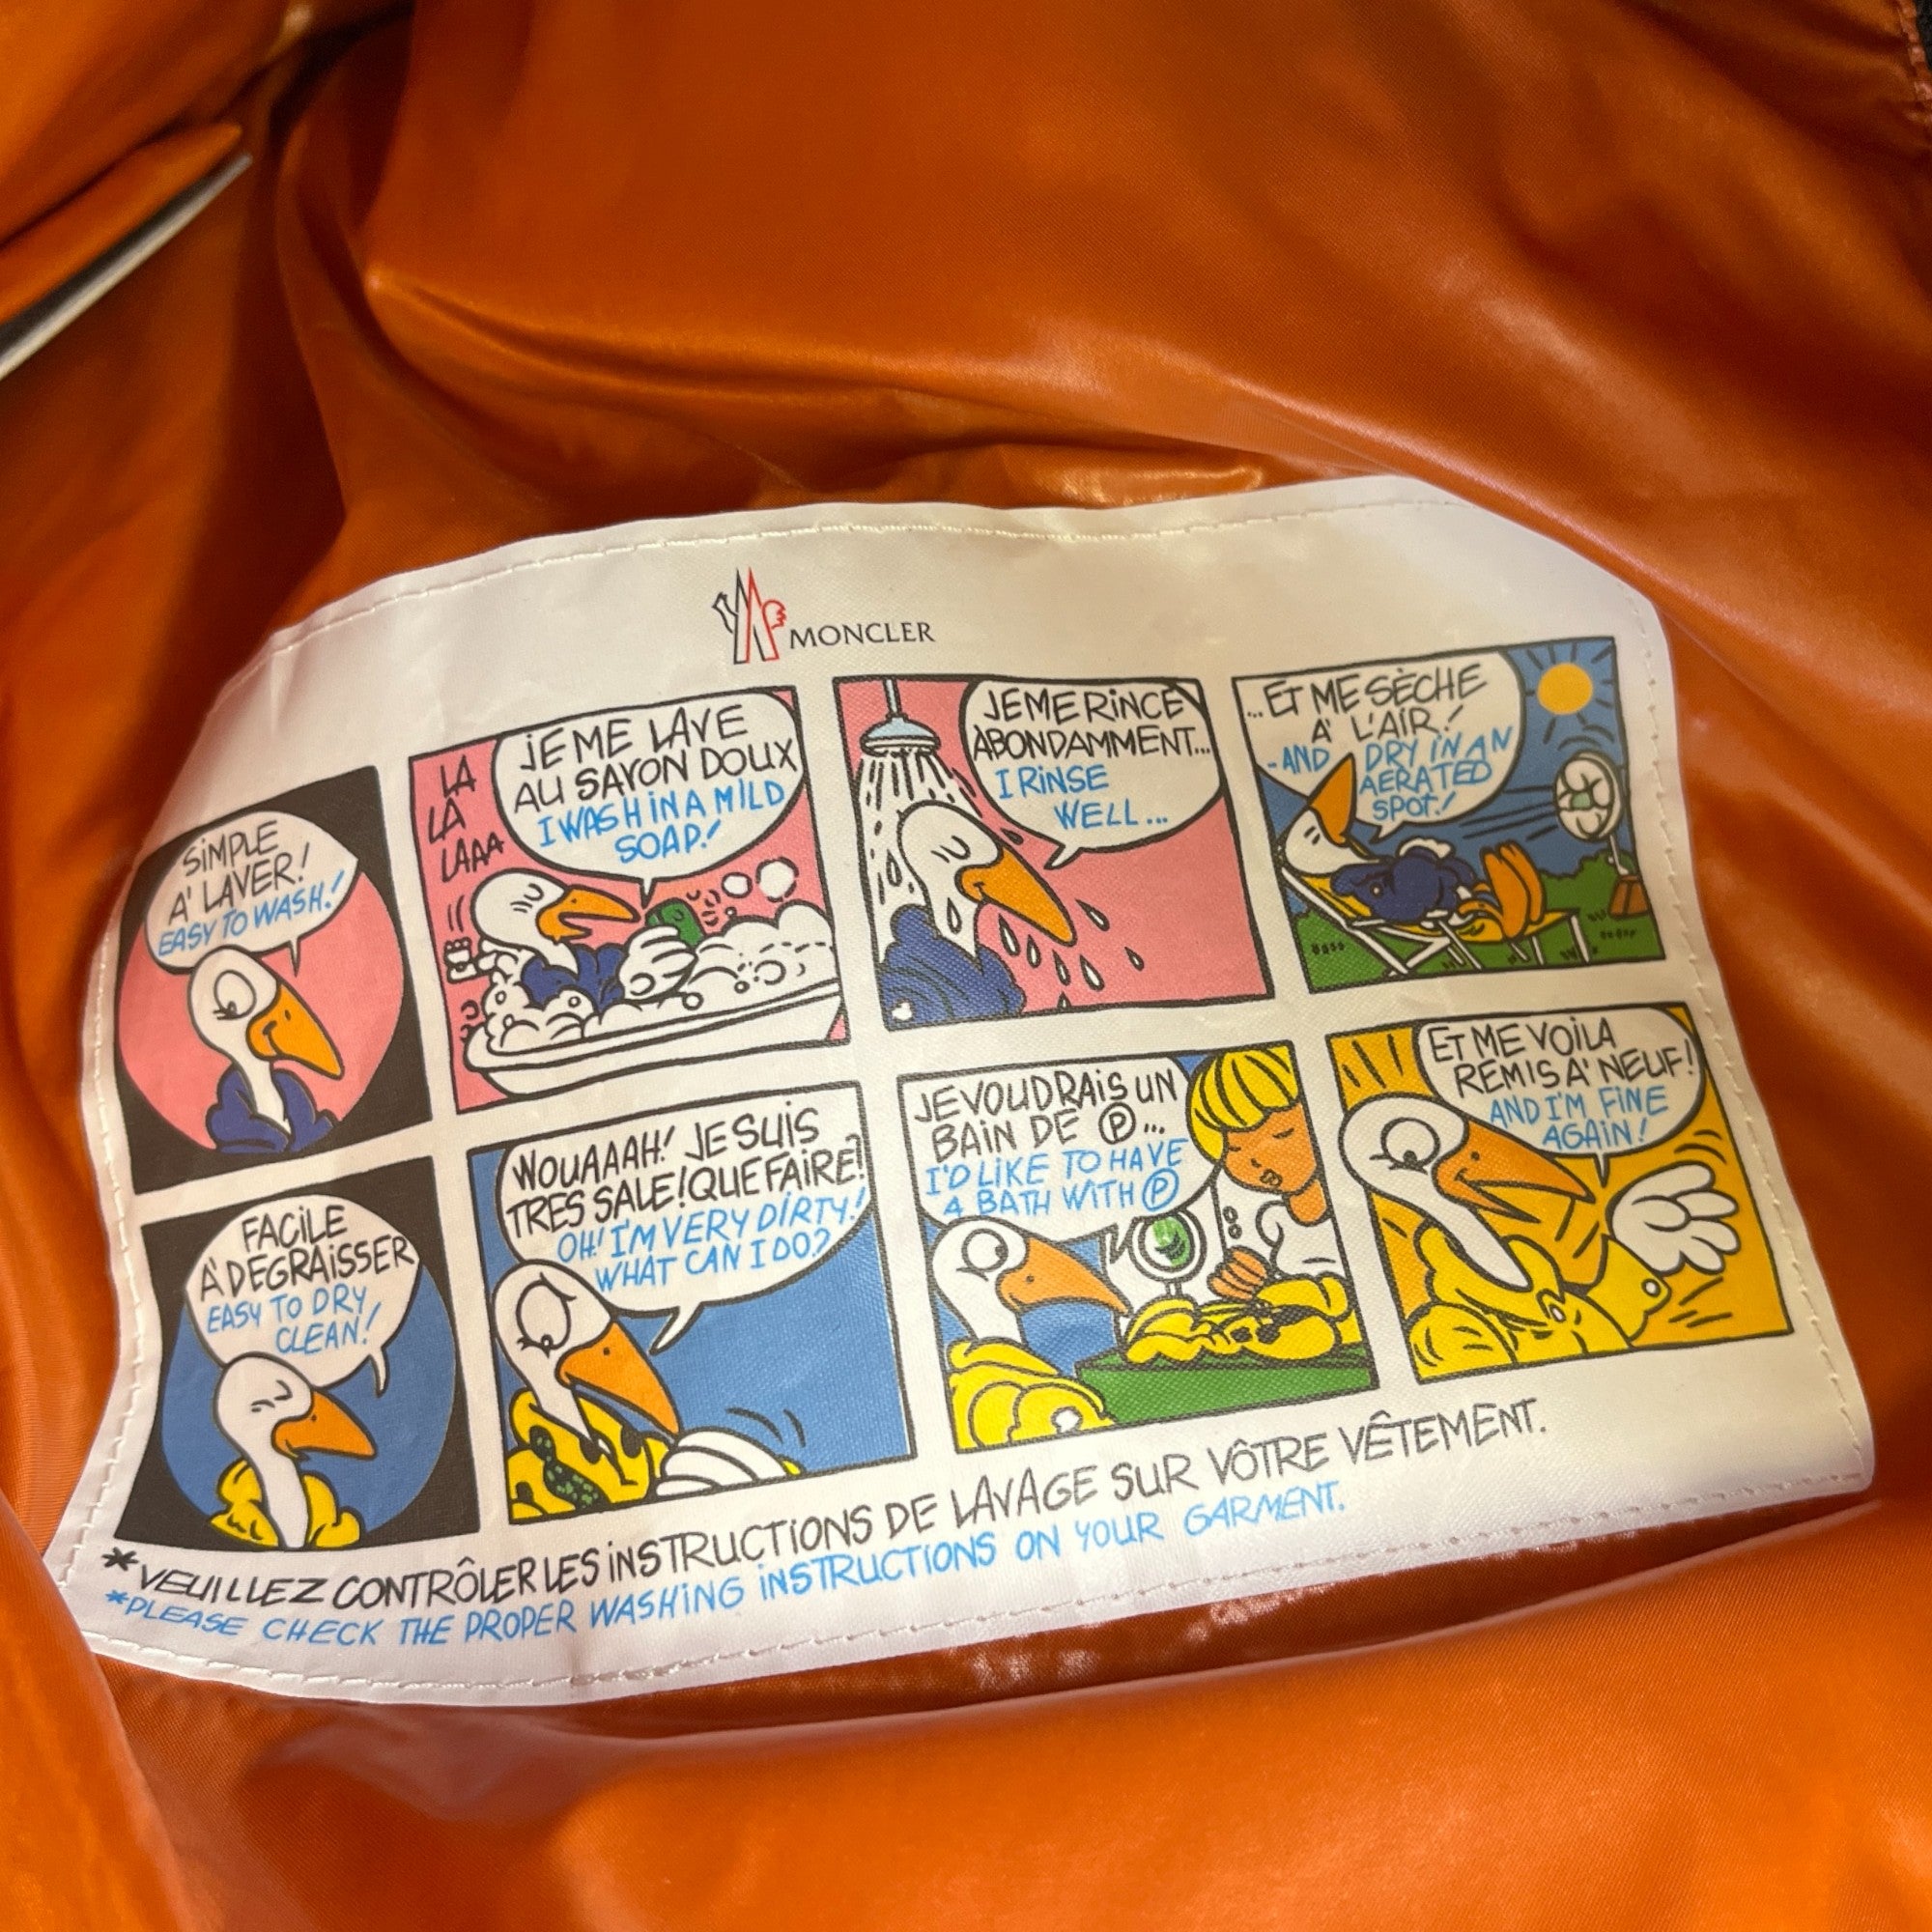 MONCLER
SIMPLE
A' LAVER!
EASY TO WASH!
LA
LA
LAAA
JE ME LAVE
AU SAVON DOUX
I WASH IN A MILD
SOAP!
JE ME RINCE
ABONDAMMENT...
I RINSE
WELL...
...ET ME SÈCHE
A' L'AIR!
-AND DRY IN AN
AERATED
SPOT!
FACILE
A' DEGRAISSER
EASY TO DRY
CLEAN!
WOUAAAH! JE SUIS
TRES SALE! QUE FAIRE?
OH! I'M VERY DIRTY!
WHAT CAN I DO?
JE VOUDRAIS UN
BAIN DE Ⓟ...
I'D LIKE TO HAVE
A BATH WITH Ⓟ
ET ME VOILA
REMIS A' NEUF!
AND I'M FINE
AGAIN!
*VEUILLEZ CONTRÔLER LES INSTRUCTIONS DE LAVAGE SUR VÔTRE VÊTEMENT.
*PLEASE CHECK THE PROPER WASHING INSTRUCTIONS ON YOUR GARMENT.